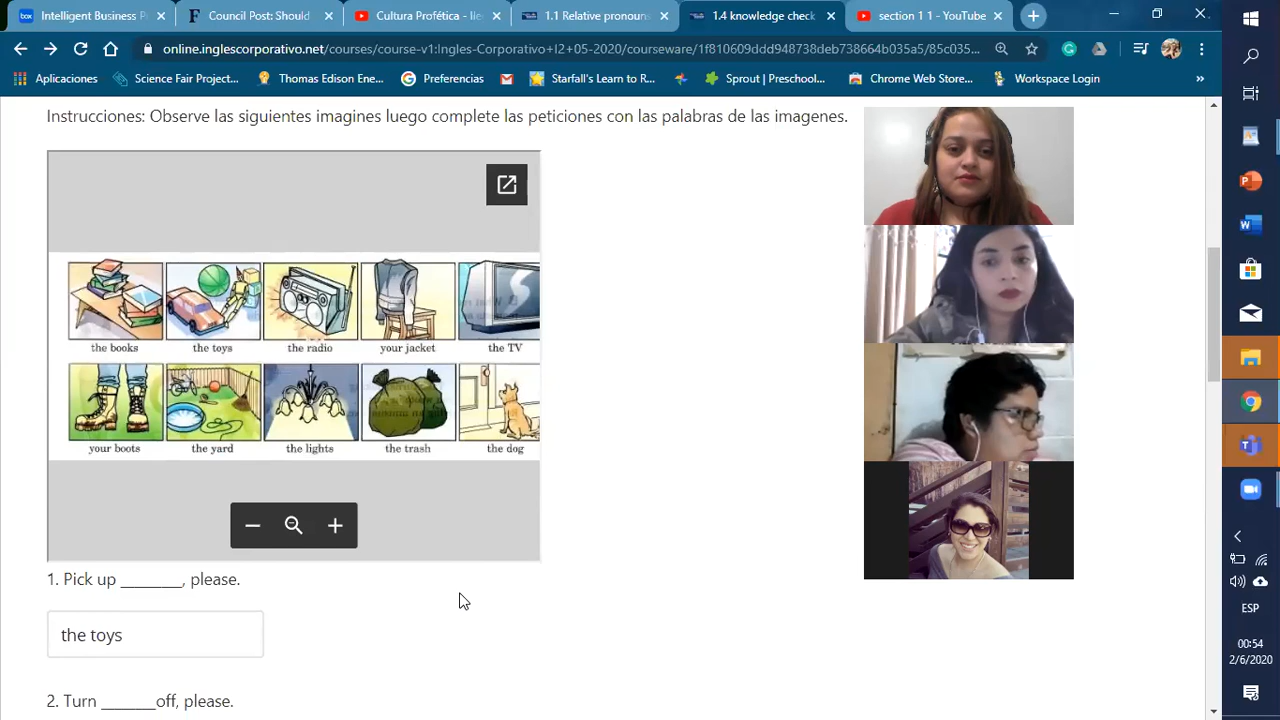 Intelligent Business P
Council Post: Should
Cultura Profética - lie
1.1 Relative pronoun
1.4 knowledge check
section 1 1 - YouTube
online.inglescorporativo.net/courses/course-v1:Ingles-Corporativo+I2+05-2020/courseware/1f810609ddd948738deb738664b035a5/85c035...
Aplicaciones
Science Fair Project...
Thomas Edison Ene...
Preferencias
Starfall's Learn to R...
Sprout | Preschool...
Chrome Web Store...
Workspace Login
»
Instrucciones: Observe las siguientes imagines luego complete las peticiones con las palabras de las imagenes.
the books
the toys
the radio
your jacket
the TV
your boots
the yard
the lights
the trash
the dog
1. Pick up ________, please.
the toys
2. Turn _______off, please.
ESP
00:54
2/6/2020